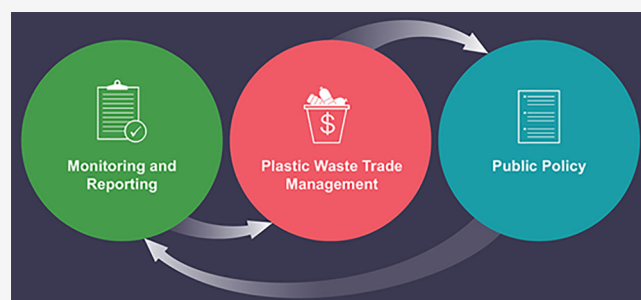 Monitoring and
Reporting
$
Plastic Waste Trade
Management
Public Policy